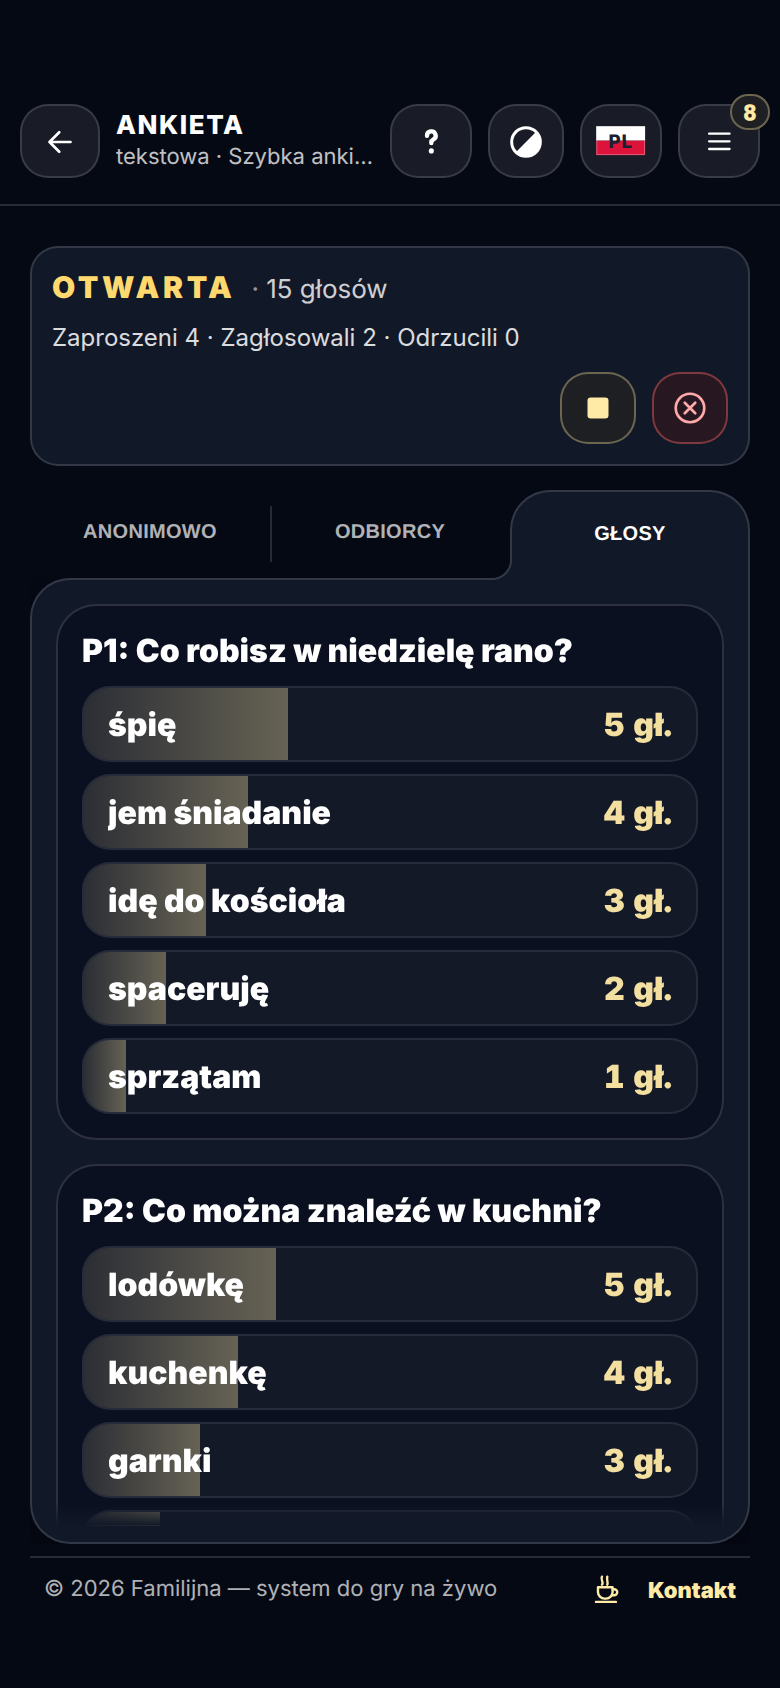 ANKIETA
tekstowa · Szybka anki...
?
PL
8
OTWARTA · 15 głosów
Zaproszeni 4 · Zagłosowali 2 · Odrzucili 0
ANONIMOWO
ODBIORCY
GŁOSY
P1: Co robisz w niedzielę rano?
śpię 5 gł.
jem śniadanie 4 gł.
idę do kościoła 3 gł.
spaceruję 2 gł.
sprzątam 1 gł.
P2: Co można znaleźć w kuchni?
lodówkę 5 gł.
kuchenkę 4 gł.
garnki 3 gł.
© 2026 Familijna — system do gry na żywo
Kontakt